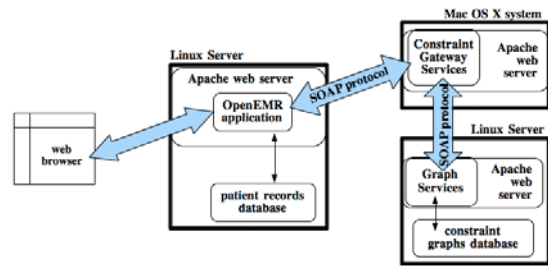 Mac OS X system
Constraint
Gateway
Services
Apache
web
server
Linux Server
Apache web server
OpenEMR
application
SOAP protocol
web
browser
patient records
database
SOAP protocol
Linux Server
Graph
Services
Apache
web
server
constraint
graphs database